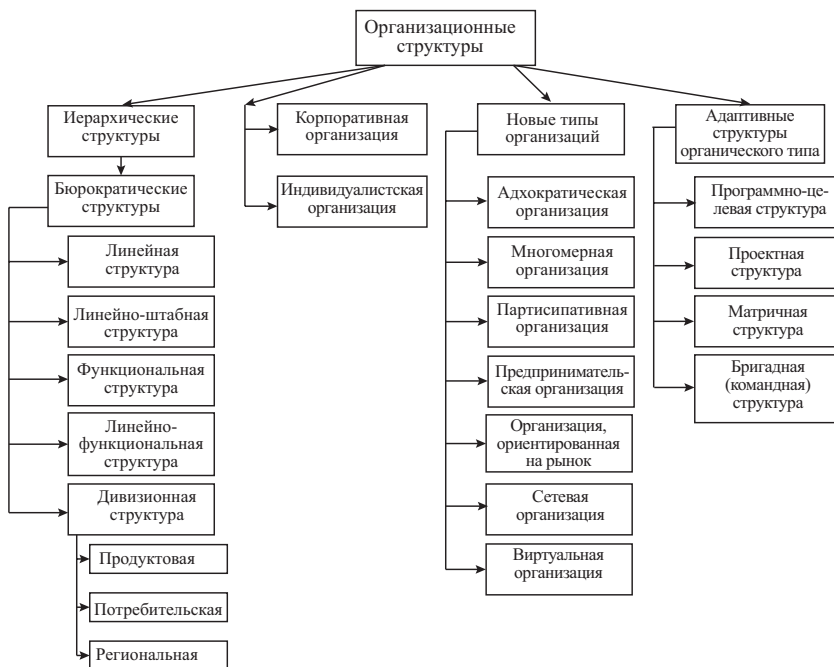 Организационные
структуры
Иерархические
структуры
Бюрократические
структуры
Линейная
структура
Линейно-штабная
структура
Функциональная
структура
Линейно-
функциональная
структура
Дивизионная
структура
Продуктовая
Потребительская
Региональная
Корпоративная
организация
Индивидуалистская
организация
Новые типы
организаций
Адхократическая
организация
Многомерная
организация
Партисипативная
организация
Предприниматель-
ская организация
Организация,
ориентированная
на рынок
Сетевая
организация
Виртуальная
организация
Адаптивные
структуры
органического типа
Программно-це-
левая структура
Проектная
структура
Матричная
структура
Бригадная
(командная)
структура